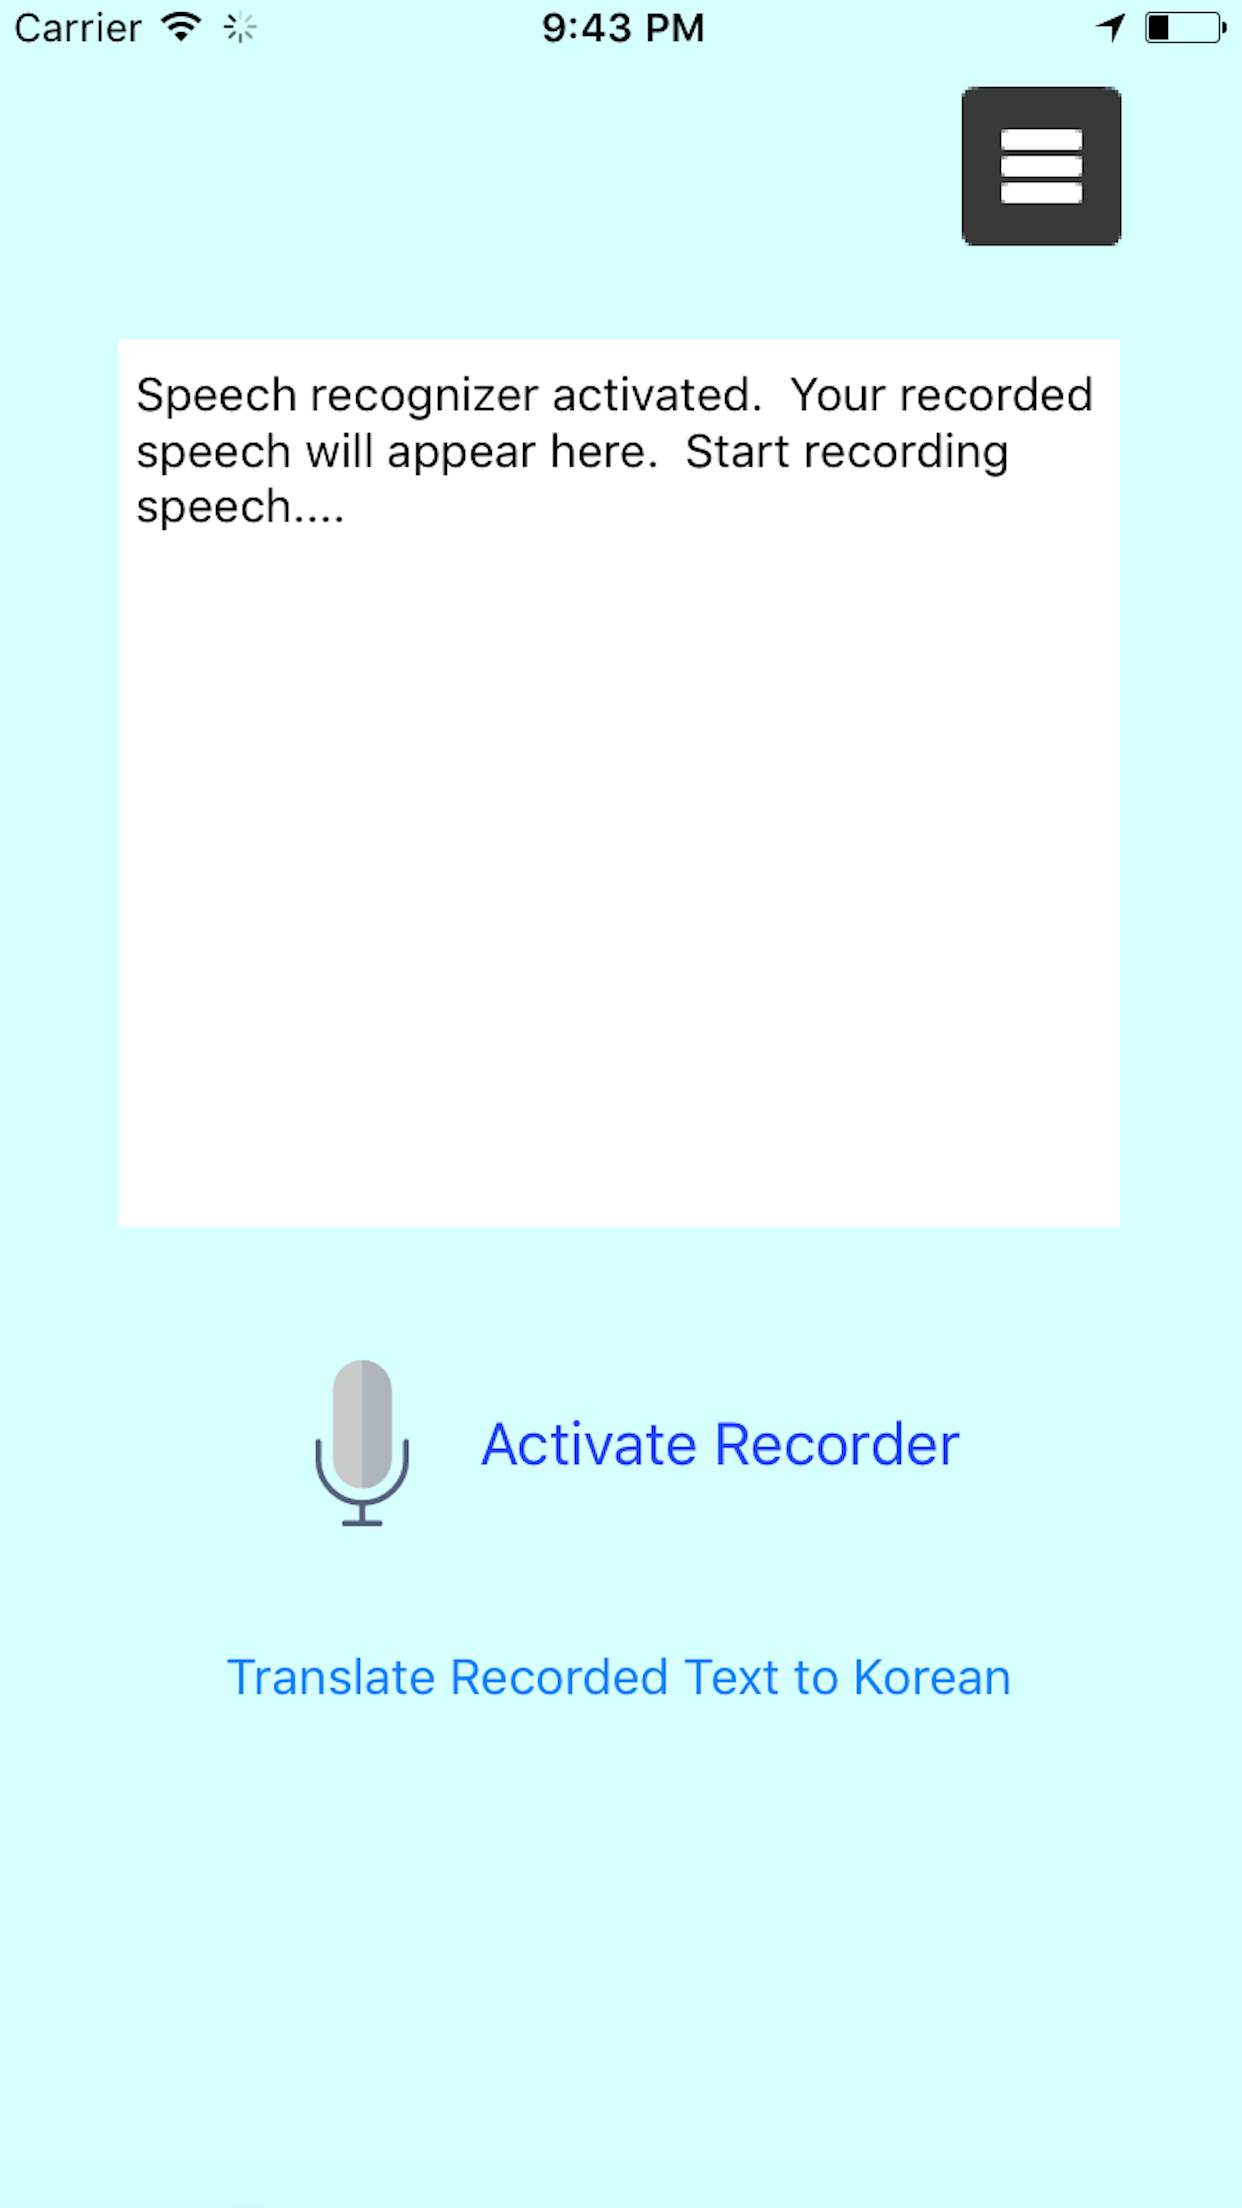 Carrier
9:43 PM
Speech recognizer activated.  Your recorded
speech will appear here.  Start recording
speech....
Activate Recorder
Translate Recorded Text to Korean